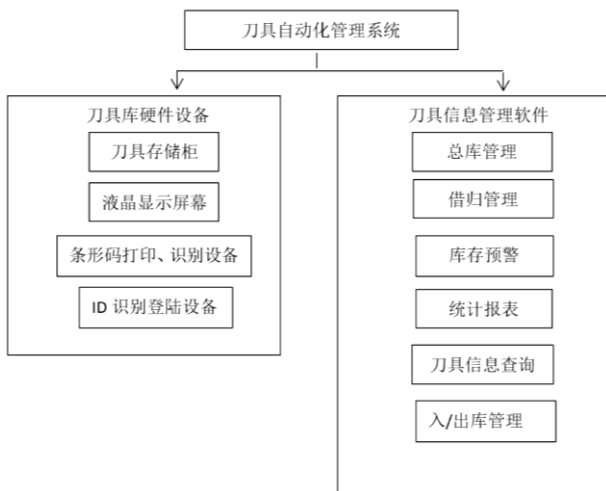 刀具自动化管理系统
刀具库硬件设备
刀具存储柜
液晶显示屏幕
条形码打印、识别设备
ID 识别登陆设备
刀具信息管理软件
总库管理
借归管理
库存预警
统计报表
刀具信息查询
入/出库管理